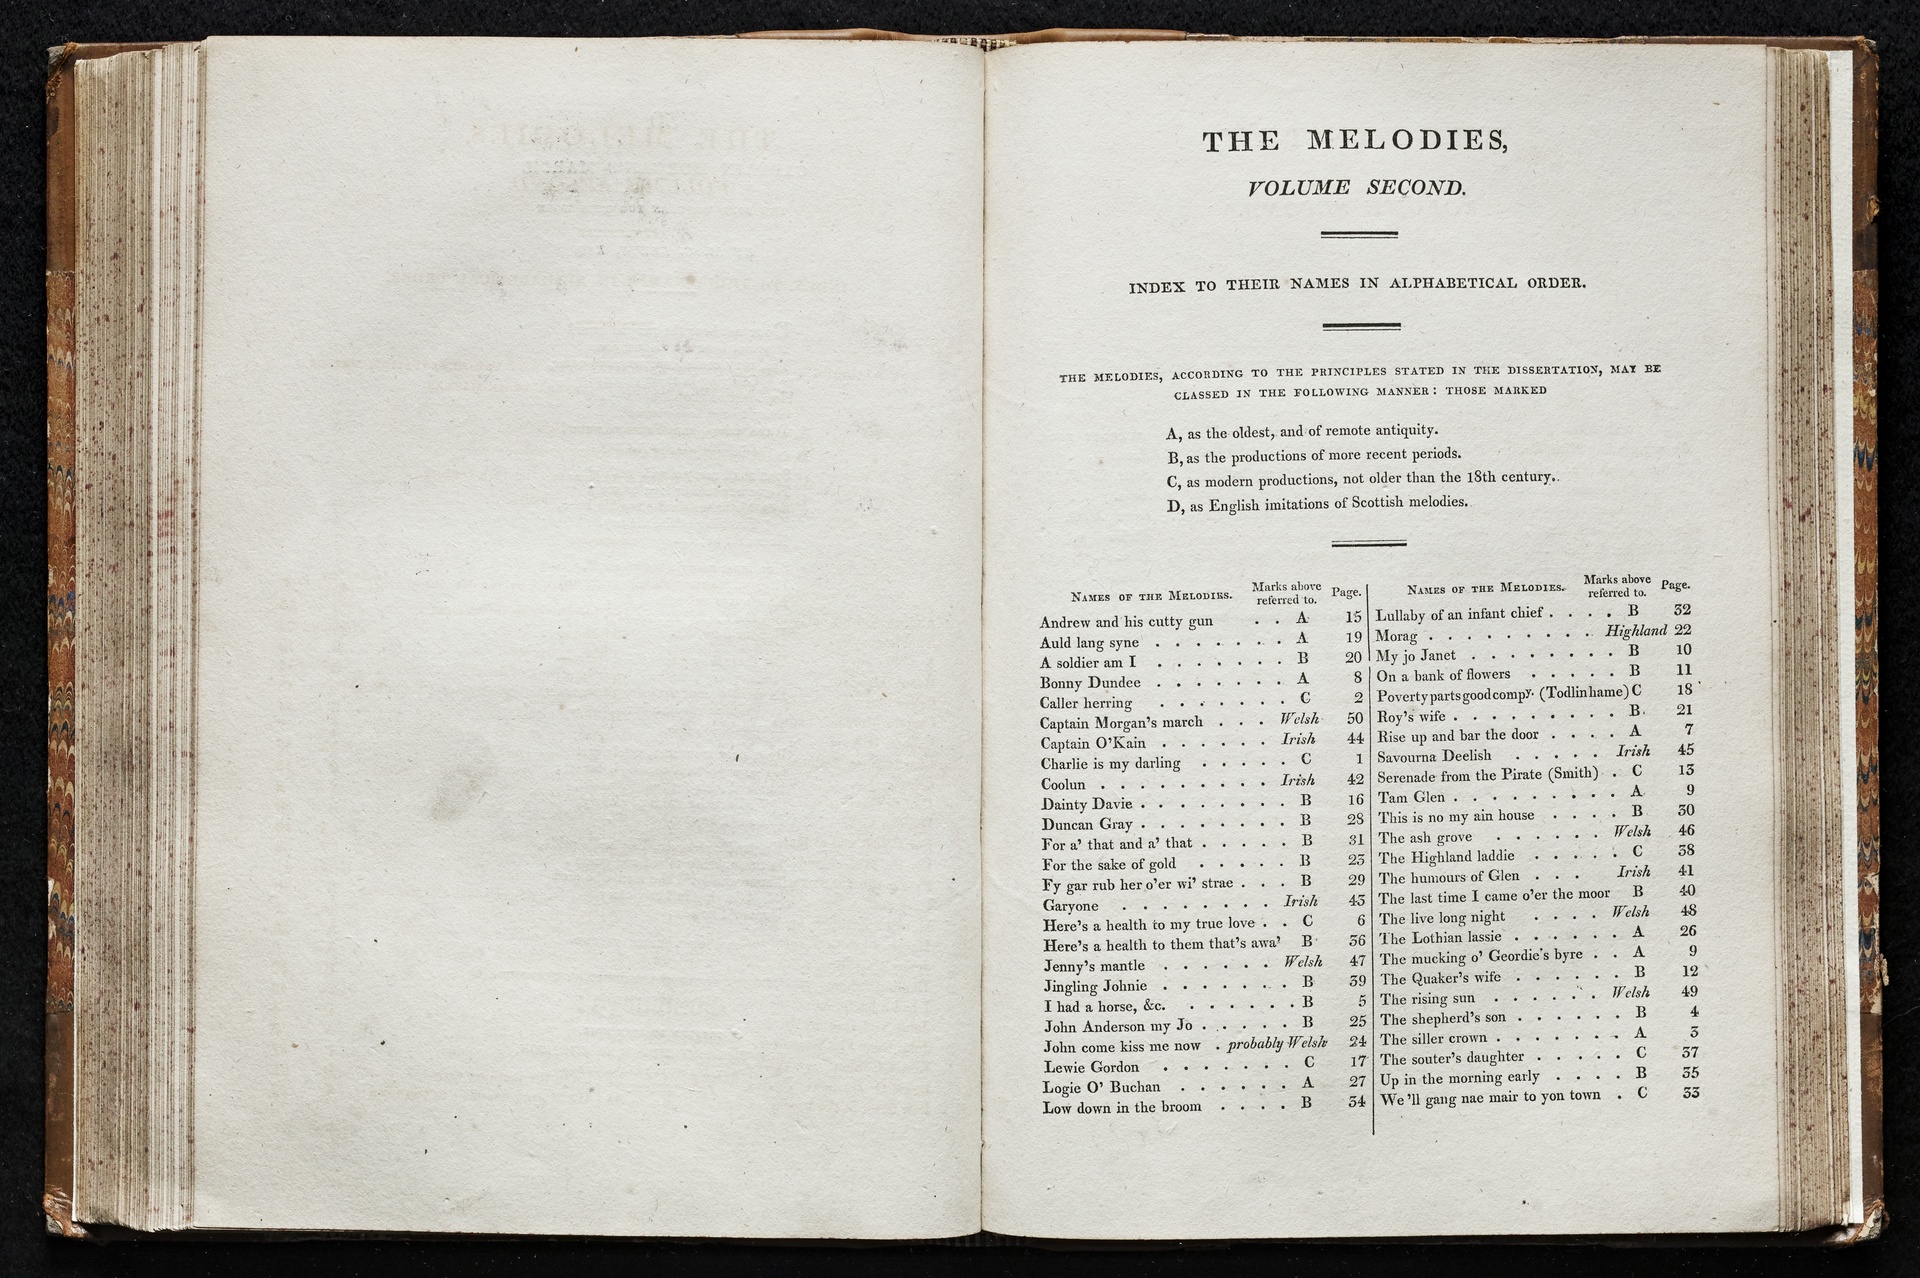 THE MELODIES,
VOLUME SECOND.
INDEX TO THEIR NAMES IN ALPHABETICAL ORDER.
THE MELODIES, ACCORDING TO THE PRINCIPLES STATED IN THE DISSERTATION, MAY BE
CLASSED IN THE FOLLOWING MANNER: THOSE MARKED
A, as the oldest, and of remote antiquity.
B, as the productions of more recent periods.
C, as modern productions, not older than the 18th century.
D, as English imitations of Scottish melodies.
NAMES OF THE MELODIES. Marks above referred to. Page.
Andrew and his cutty gun . . A 15
Auld lang syne . . . . . . . A 19
A soldier am I . . . . . . . B 20
Bonny Dundee . . . . . . . A 8
Caller herring . . . . . . . C 2
Captain Morgan's march . . . Welsh 50
Captain O'Kain . . . . . . Irish 44
Charlie is my darling . . . . . C 1
Coolun . . . . . . . . . Irish 42
Dainty Davie . . . . . . . . B 16
Duncan Gray . . . . . . . . B 28
For a' that and a' that . . . . . B 31
For the sake of gold . . . . . B 23
Fy gar rub her o'er wi' strae . . . B 29
Garyone . . . . . . . . Irish 43
Here's a health to my true love . . C 6
Here's a health to them that's awa' B 36
Jenny's mantle . . . . . . Welsh 47
Jingling Johnie . . . . . . . B 39
I had a horse, &c. . . . . . . B 5
John Anderson my Jo . . . . . B 25
John come kiss me now . probably Welsh 24
Lewie Gordon . . . . . . . C 17
Logie O' Buchan . . . . . . A 27
Low down in the broom . . . . B 34
NAMES OF THE MELODIES. Marks above referred to. Page.
Lullaby of an infant chief . . . . B 32
Morag . . . . . . . . . Highland 22
My jo Janet . . . . . . . . B 10
On a bank of flowers . . . . . B 11
Poverty parts good compy. (Todlin hame) C 18
Roy's wife . . . . . . . . . B 21
Rise up and bar the door . . . . A 7
Savourna Deelish . . . . . Irish 45
Serenade from the Pirate (Smith) . C 13
Tam Glen . . . . . . . . . A 9
This is no my ain house . . . . B 30
The ash grove . . . . . . Welsh 46
The Highland laddie . . . . . C 38
The humours of Glen . . . Irish 41
The last time I came o'er the moor B 40
The live long night . . . . Welsh 48
The Lothian lassie . . . . . . A 26
The mucking o' Geordie's byre . . A 9
The Quaker's wife . . . . . . B 12
The rising sun . . . . . . Welsh 49
The shepherd's son . . . . . . B 4
The siller crown . . . . . . . A 3
The souter's daughter . . . . . C 37
Up in the morning early . . . . B 35
We'll gang nae mair to yon town . C 33